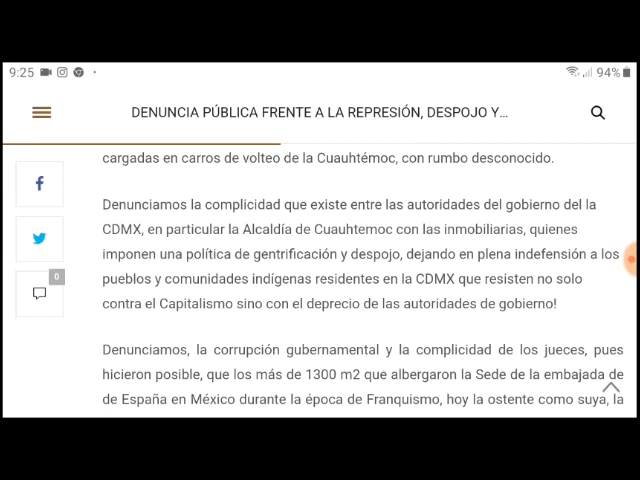 9:25
94%
DENUNCIA PÚBLICA FRENTE A LA REPRESIÓN, DESPOJO Y...
cargadas en carros de volteo de la Cuauhtémoc, con rumbo desconocido.
Denunciamos la complicidad que existe entre las autoridades del gobierno del la
CDMX, en particular la Alcaldía de Cuauhtemoc con las inmobiliarias, quienes
imponen una política de gentrificación y despojo, dejando en plena indefensión a los
pueblos y comunidades indígenas residentes en la CDMX que resisten no solo
0
contra el Capitalismo sino con el deprecio de las autoridades de gobierno!
Denunciamos, la corrupción gubernamental y la complicidad de los jueces, pues
hicieron posible, que los más de 1300 m2 que albergaron la Sede de la embajada de
de España en México durante la época de Franquismo, hoy la ostente como suya, la